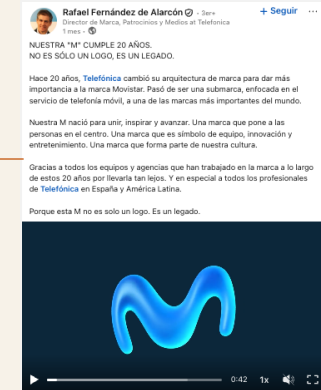 Rafael Fernández de Alarcón · 3er+
Director de Marca, Patrocinios y Medios at Telefonica
1 mes ·
+ Seguir ...
NUESTRA "M" CUMPLE 20 AÑOS.
NO ES SÓLO UN LOGO, ES UN LEGADO.
Hace 20 años, Telefónica cambió su arquitectura de marca para dar más
importancia a la marca Movistar. Pasó de ser una submarca, enfocada en el
servicio de telefonía móvil, a una de las marcas más importantes del mundo.
Nuestra M nació para unir, inspirar y avanzar. Una marca que pone a las
personas en el centro. Una marca que es símbolo de equipo, innovación y
entretenimiento. Una marca que forma parte de nuestra cultura.
Gracias a todos los equipos y agencias que han trabajado en la marca a lo largo
de estos 20 años por llevarla tan lejos. Y en especial a todos los profesionales
de Telefónica en España y América Latina.
Porque esta M no es solo un logo. Es un legado.
0:42 1x